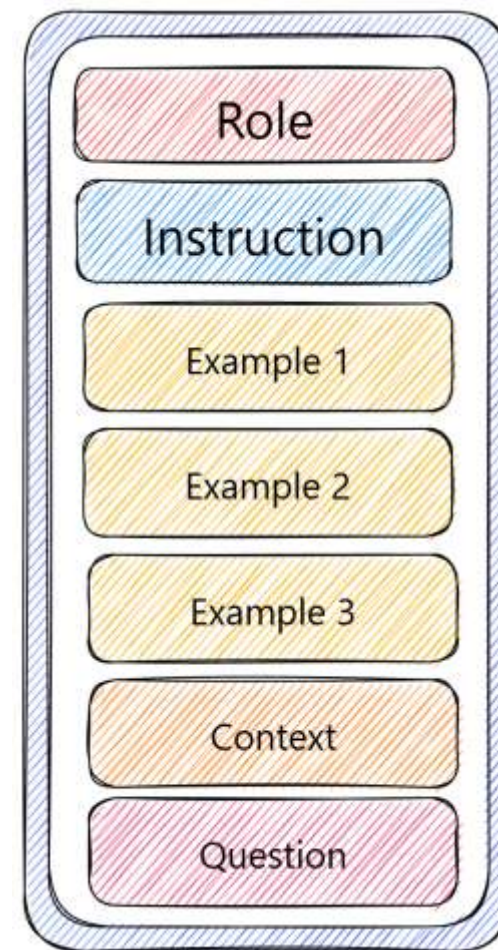 Role
Instruction
Example 1
Example 2
Example 3
Context
Question